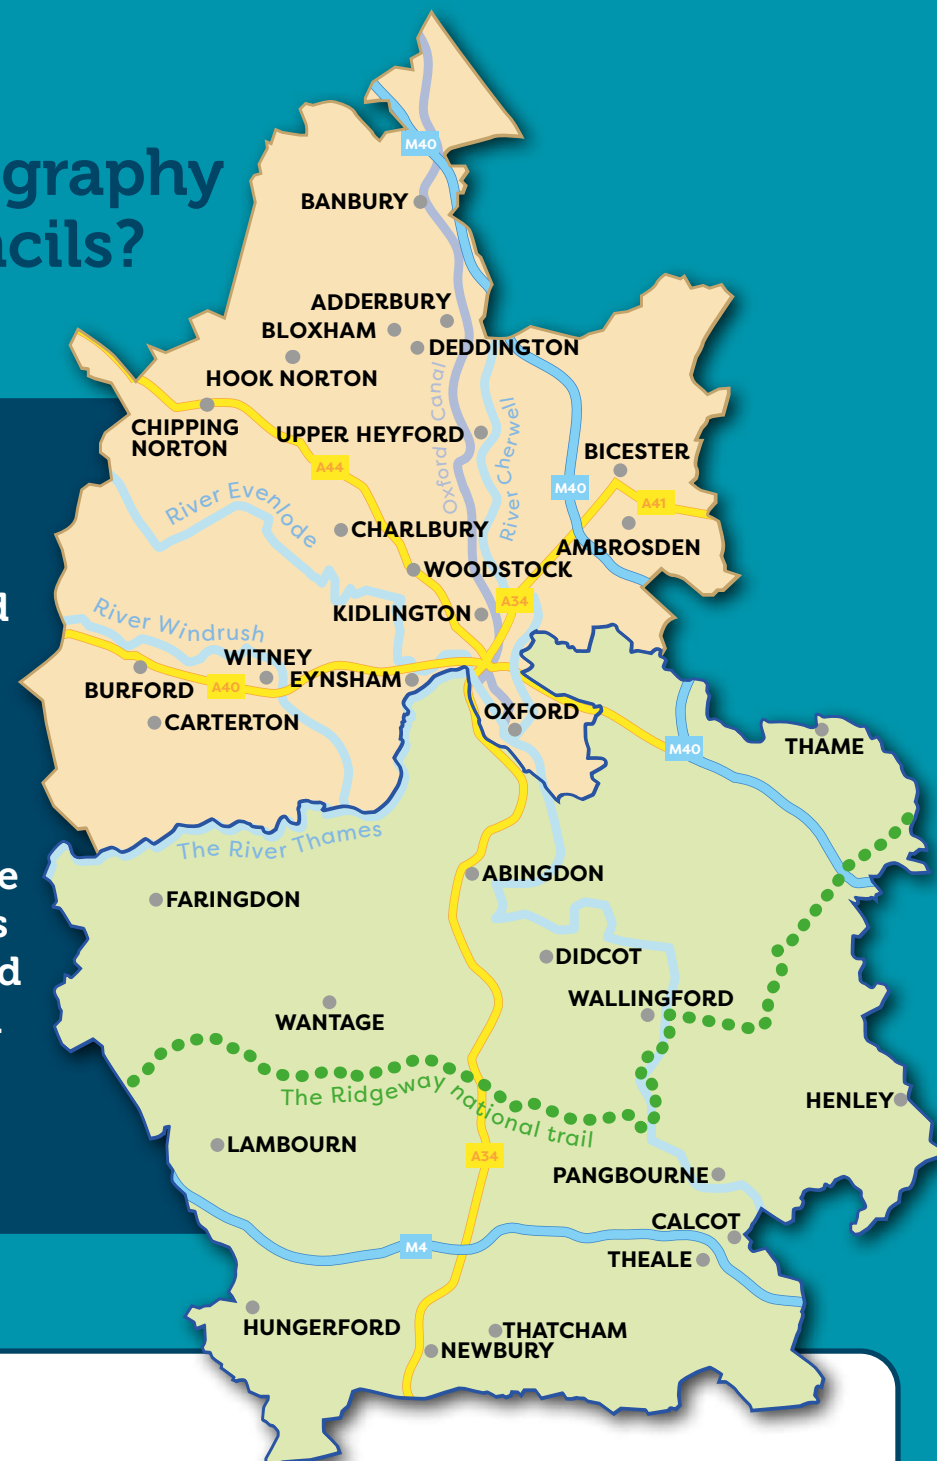 graphy
cils?
M40
BANBURY
ADDERBURY
BLOXHAM
DEDDINGTON
HOOK NORTON
CHIPPING
NORTON
UPPER HEYFORD
Oxford Canal
River Cherwell
BICESTER
A44
M40
A41
River Evenlode
CHARLBURY
AMBROSDEN
WOODSTOCK
A34
KIDLINGTON
d
River Windrush
WITNEY
EYNSHAM
BURFORD
A40
CARTERTON
OXFORD
M40
THAME
The River Thames
e
ABINGDON
FARINGDON
s
DIDCOT
d
WALLINGFORD
WANTAGE
.
The Ridgeway national trail
HENLEY
LAMBOURN
A34
PANGBOURNE
CALCOT
M4
THEALE
HUNGERFORD
THATCHAM
NEWBURY